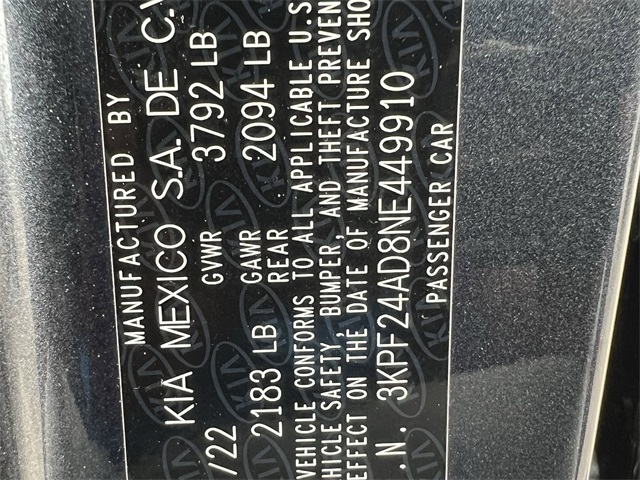 MANUFACTURED BY
KIA MEXICO S.A. DE C.V
/22 GVWR 3792 LB
2183 LB GAWR REAR 2094 LB
VEHICLE CONFORMS TO ALL APPLICABLE U.S
HICLE SAFETY, BUMPER, AND THEFT PREVEN
EFFECT ON THE DATE OF MANUFACTURE SHO
.N. 3KPF24AD8NE449910
PASSENGER CAR